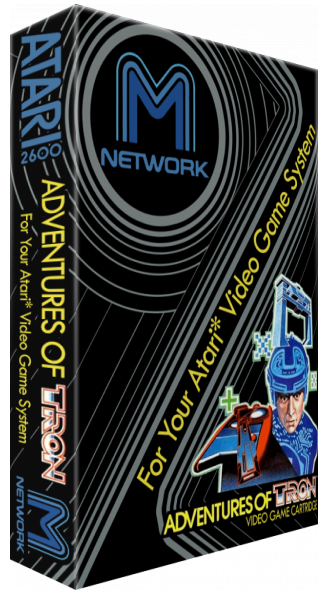 ATARI
2600
ADVENTURES OF TRON
For Your Atari* Video Game System
M
NETWORK
M
NETWORK
For Your Atari* Video Game System
ADVENTURES OF TRON
VIDEO GAME CARTRIDGE